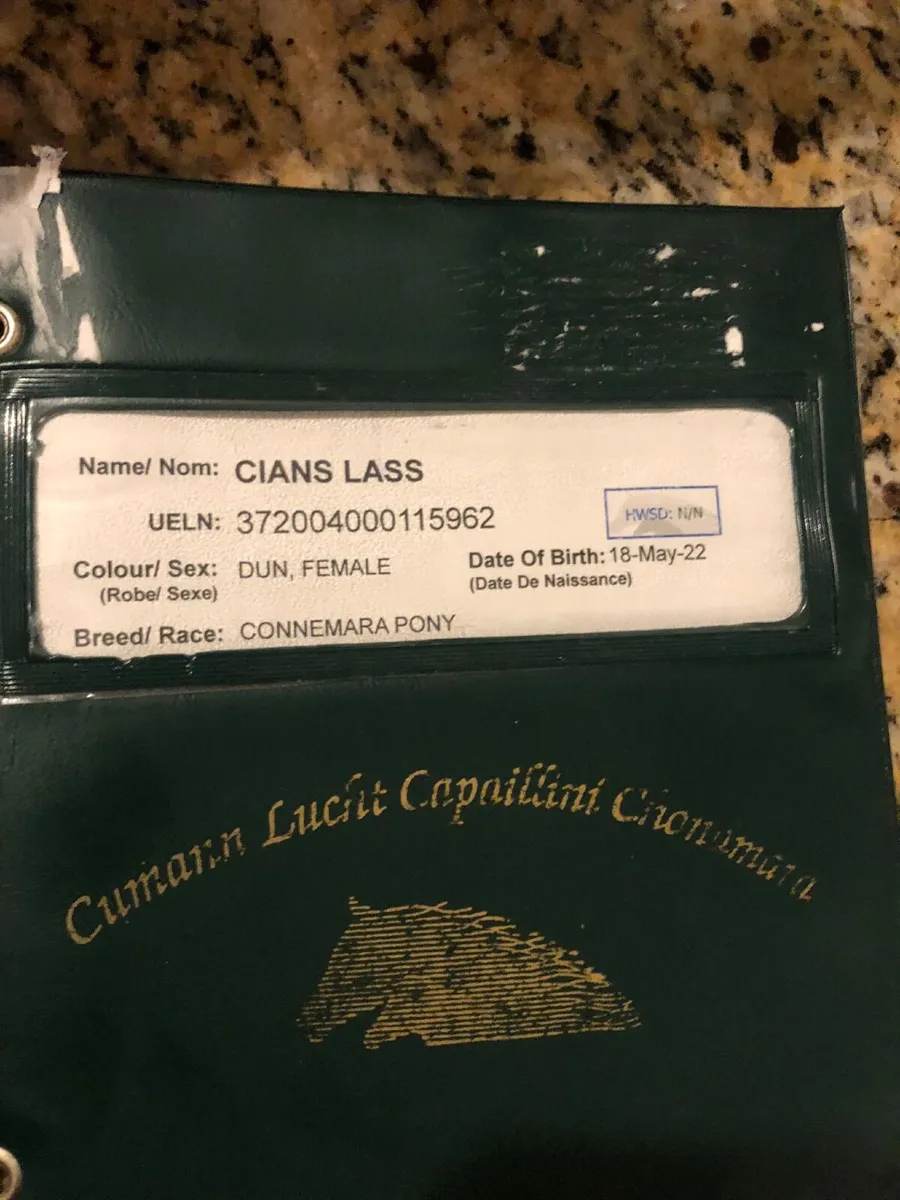 Name/ Nom: CIANS LASS
UELN: 372004000115962
HWSD: N/N
Colour/ Sex: DUN, FEMALE
(Robe/ Sexe)
Date Of Birth: 18-May-22
(Date De Naissance)
Breed/ Race: CONNEMARA PONY
Cumann Lucht Capaillíní Chonamara